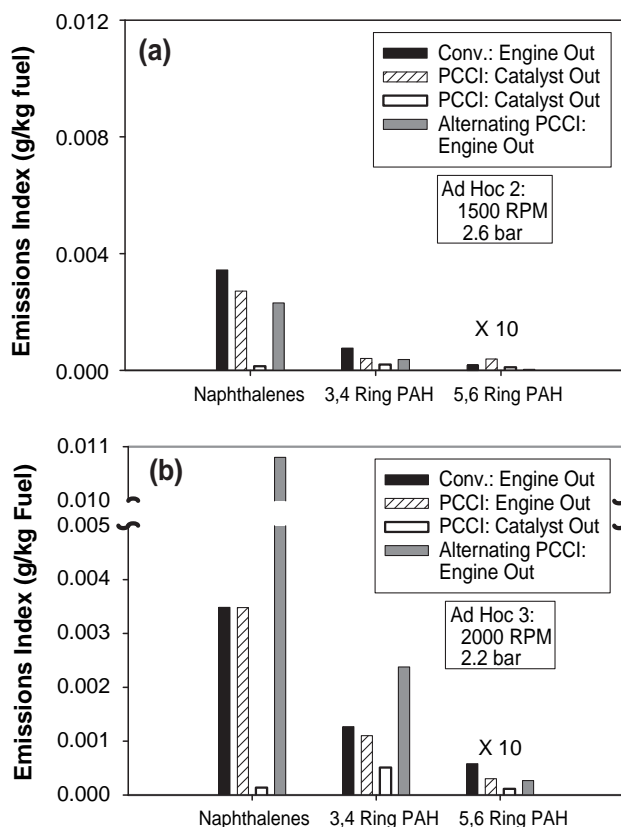 (a)
Emissions Index (g/kg fuel)
0.012
0.008
0.004
0.000
Conv.: Engine Out
PCCI: Catalyst Out
PCCI: Catalyst Out
Alternating PCCI:
Engine Out
Ad Hoc 2:
1500 RPM
2.6 bar
X 10
Naphthalenes
3,4 Ring PAH
5,6 Ring PAH
(b)
Emissions Index (g/kg Fuel)
0.011
0.010
0.005
0.004
0.003
0.002
0.001
0.000
Conv.: Engine Out
PCCI: Engine Out
PCCI: Catalyst Out
Alternating PCCI:
Engine Out
Ad Hoc 3:
2000 RPM
2.2 bar
X 10
Naphthalenes
3,4 Ring PAH
5,6 Ring PAH